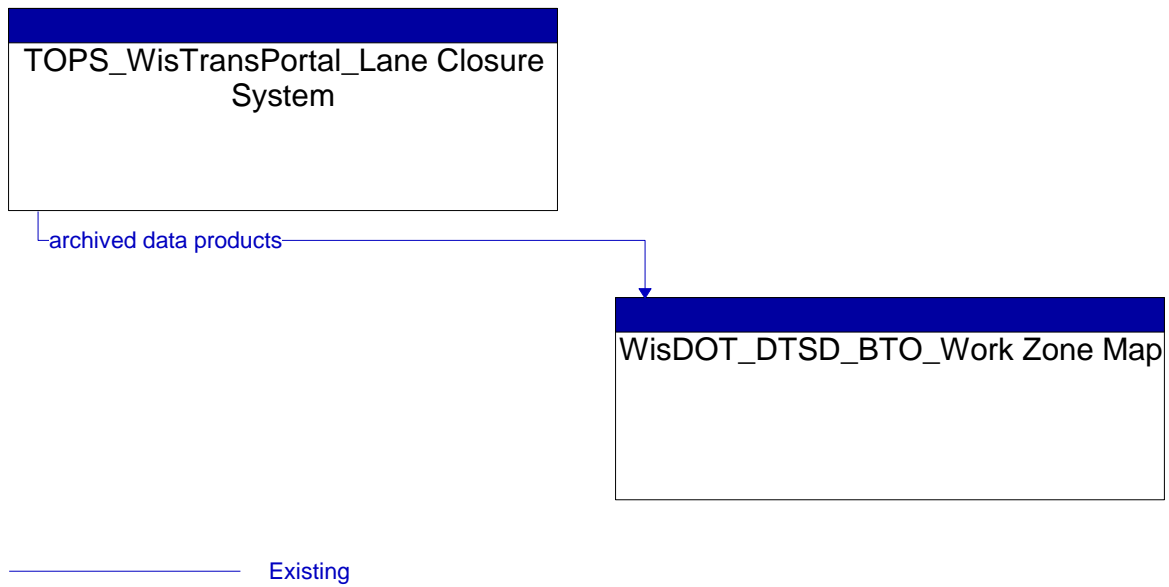 TOPS_WisTransPortal_Lane Closure
System
archived data products
WisDOT_DTSD_BTO_Work Zone Map
Existing